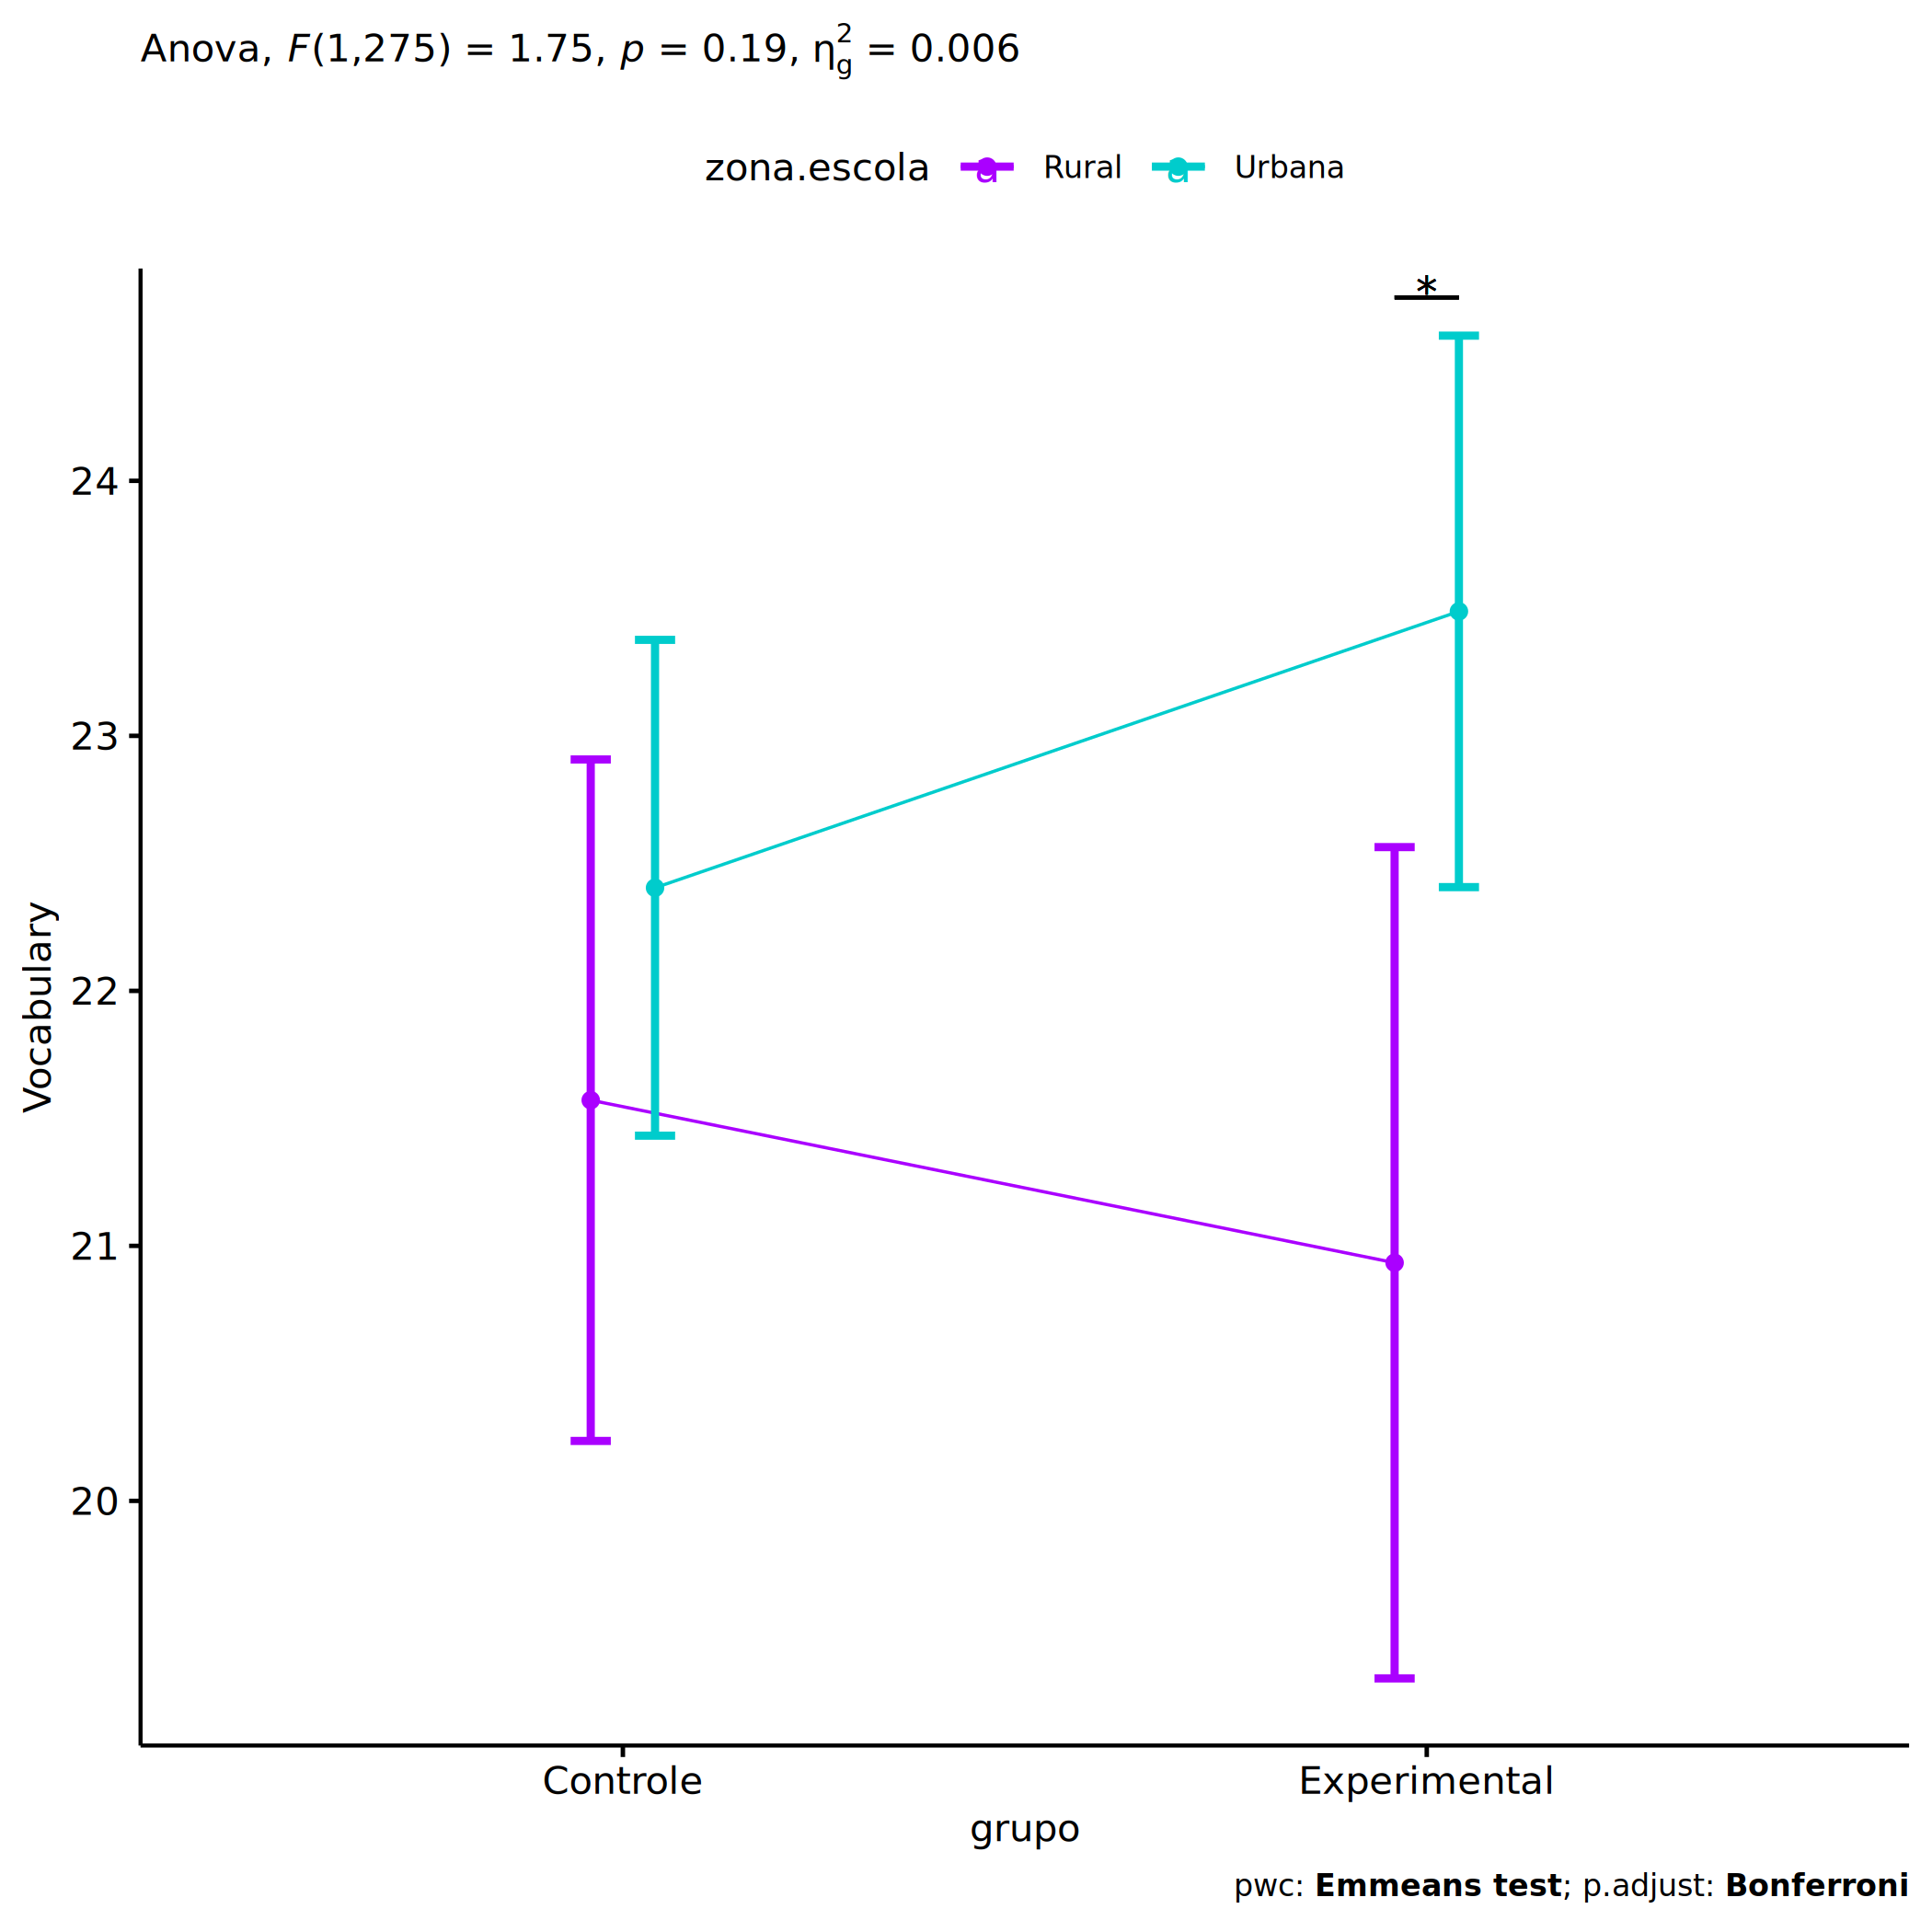 Anova, F(1,275) = 1.75, p = 0.19, η²g = 0.006
zona.escola a Rural a Urbana
*
24
23
22
21
20
Vocabulary
Controle Experimental
grupo
pwc: Emmeans test; p.adjust: Bonferroni